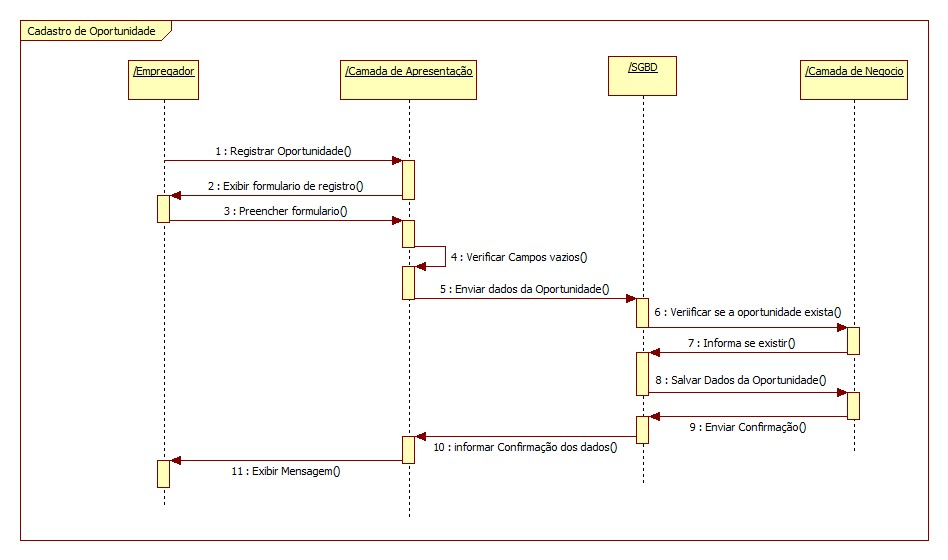 Cadastro de Oportunidade
/Empregador
/Camada de Apresentação
/SGBD
/Camada de Negocio
1 : Registrar Oportunidade()
2 : Exibir formulario de registro()
3 : Preencher formulario()
4 : Verificar Campos vazios()
5 : Enviar dados da Oportunidade()
6 : Veriificar se a oportunidade exista()
7 : Informa se existir()
8 : Salvar Dados da Oportunidade()
9 : Enviar Confirmação()
10 : informar Confirmação dos dados()
11 : Exibir Mensagem()